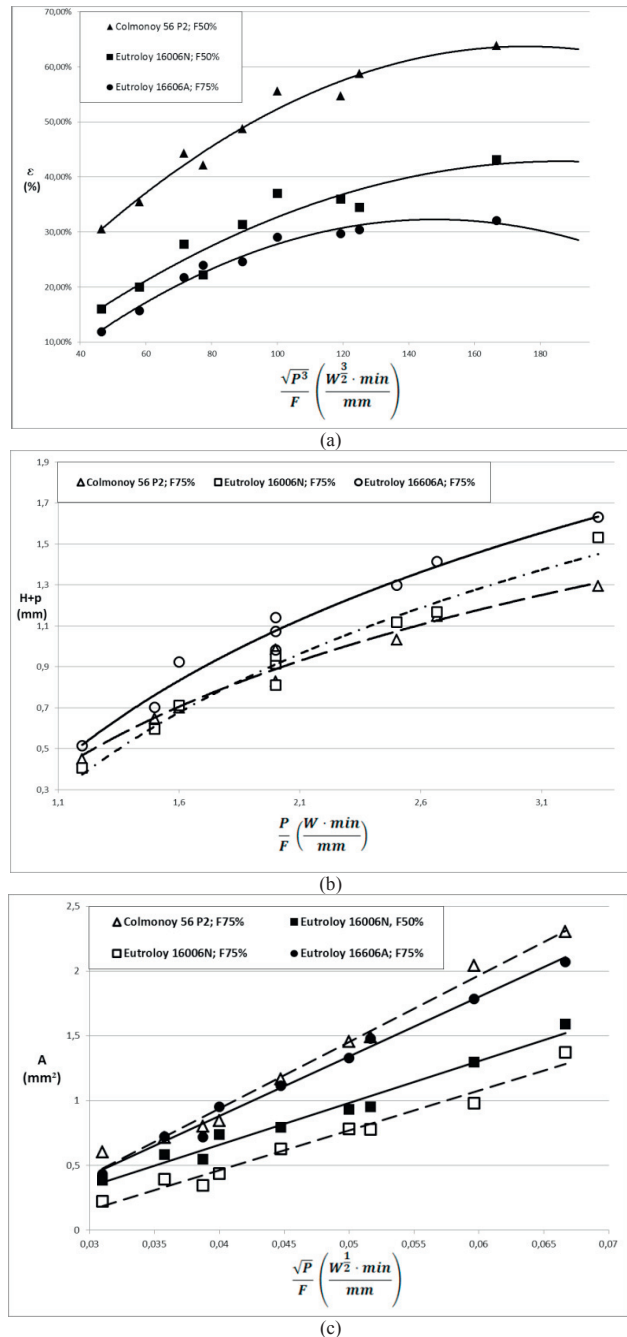 Colmonoy 56 P2; F50%
Eutroloy 16006N; F50%
Eutroloy 16606A; F75%
70,00%
60,00%
50,00%
40,00%
30,00%
20,00%
10,00%
ε
(%)
40 60 80 100 120 140 160 180
√P³/F (W^(3/2) · min/mm)
(a)
Colmonoy 56 P2; F75% Eutroloy 16006N; F75% Eutroloy 16606A; F75%
1,9
1,7
1,5
1,3
1,1
0,9
0,7
0,5
0,3
H+p
(mm)
1,1 1,6 2,1 2,6 3,1
P/F (W · min/mm)
(b)
Colmonoy 56 P2; F75% Eutroloy 16006N, F50%
Eutroloy 16006N; F75% Eutroloy 16606A; F75%
2,5
2
1,5
1
0,5
0
A
(mm²)
0,03 0,035 0,04 0,045 0,05 0,055 0,06 0,065 0,07
√P/F (W^(1/2) · min/mm)
(c)